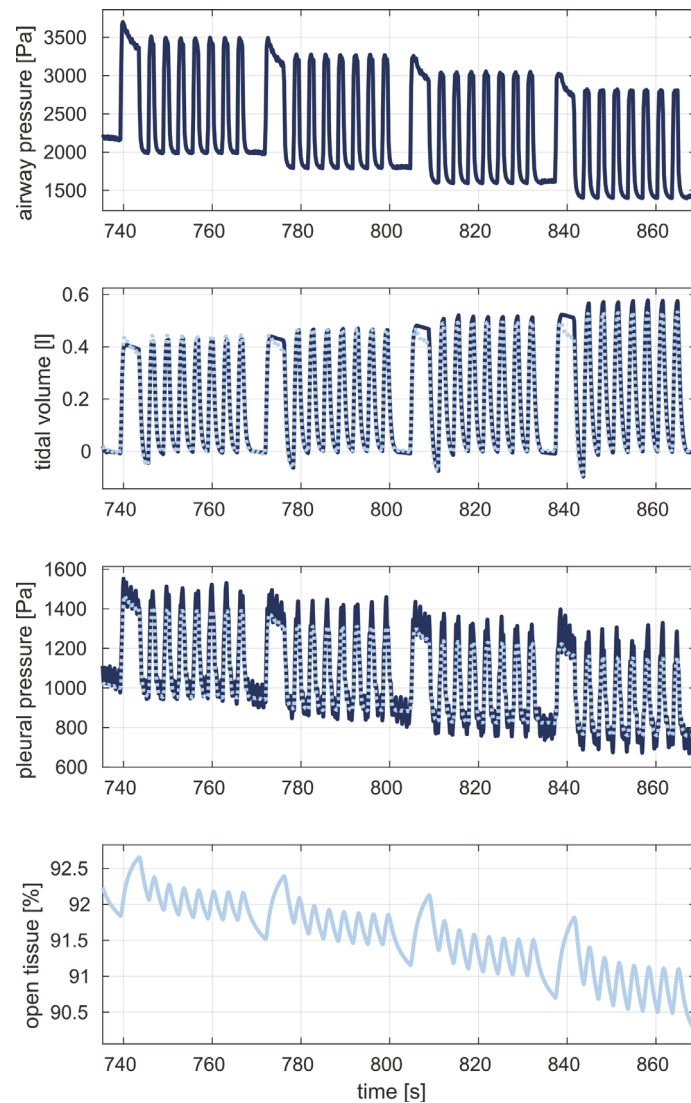 airway pressure [Pa]
3500
3000
2500
2000
1500
740 760 780 800 820 840 860
tidal volume [l]
0.6
0.4
0.2
0
740 760 780 800 820 840 860
pleural pressure [Pa]
1600
1400
1200
1000
800
600
740 760 780 800 820 840 860
open tissue [%]
92.5
92
91.5
91
90.5
740 760 780 800 820 840 860
time [s]